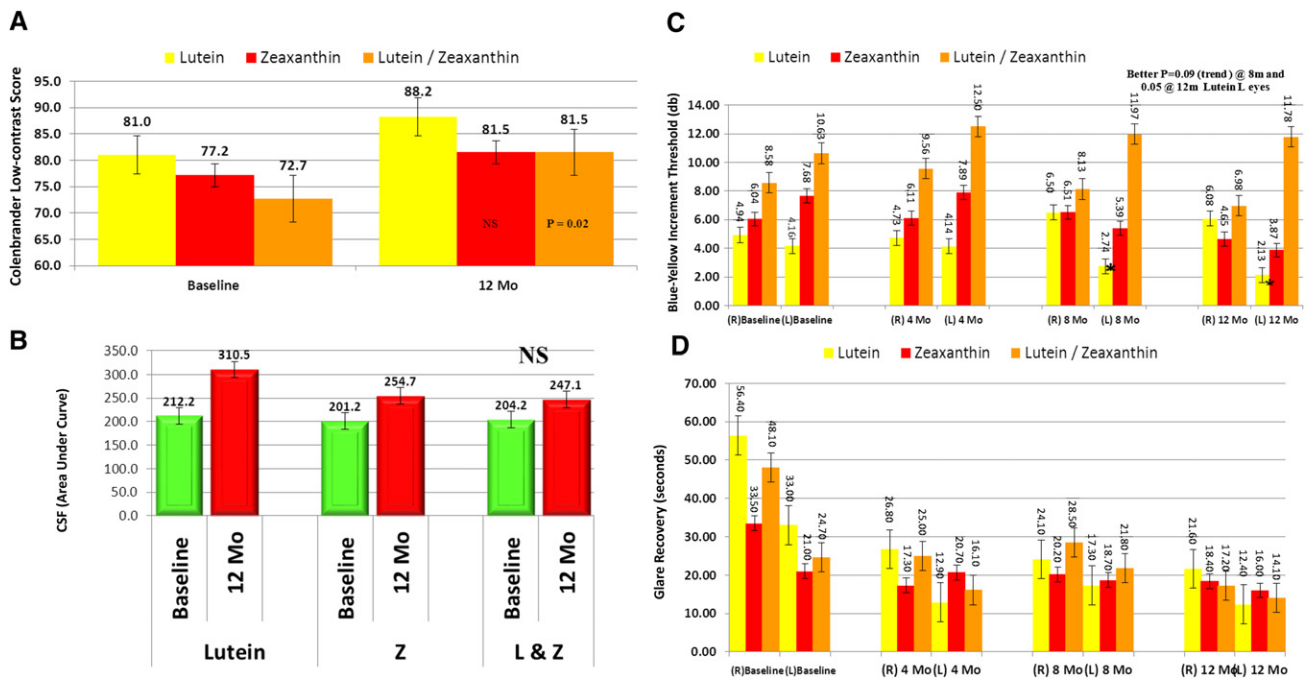 A
Lutein Zeaxanthin Lutein / Zeaxanthin
Colenbrander Low-contrast Score
95.0
90.0
85.0
80.0
75.0
70.0
65.0
60.0
81.0
77.2
72.7
88.2
81.5
81.5
NS
P = 0.02
Baseline
12 Mo
B
CSF (Area Under Curve)
350.0
300.0
250.0
200.0
150.0
100.0
50.0
0.0
212.2
310.5
201.2
254.7
204.2
247.1
NS
Baseline
12 Mo
Baseline
12 Mo
Baseline
12 Mo
Lutein
Z
L & Z
C
Lutein Zeaxanthin Lutein / Zeaxanthin
Better P=0.09 (trend) @ 8m and
0.05 @ 12m Lutein L eyes
Blue-Yellow Increment Threshold (db)
14.00
12.00
10.00
8.00
6.00
4.00
2.00
0.00
4.94
6.04
8.58
4.16
7.68
10.63
4.73
6.11
9.56
4.14
7.89
12.50
6.50
6.51
8.13
2.74
*
5.39
11.97
6.08
4.65
6.98
2.13
*
3.87
11.78
(R)Baseline
(L)Baseline
(R) 4 Mo
(L) 4 Mo
(R) 8 Mo
(L) 8 Mo
(R) 12 Mo
(L) 12 Mo
D
Lutein Zeaxanthin Lutein / Zeaxanthin
Glare Recovery (seconds)
70.00
60.00
50.00
40.00
30.00
20.00
10.00
0.00
56.40
33.50
48.10
33.00
21.00
24.70
26.80
17.30
25.00
12.90
20.70
16.10
24.10
20.20
28.50
17.30
18.70
21.80
21.60
18.40
17.20
12.40
16.00
14.10
(R)Baseline
(L)Baseline
(R) 4 Mo
(L) 4 Mo
(R) 8 Mo
(L) 8 Mo
(R) 12 Mo
(L) 12 Mo